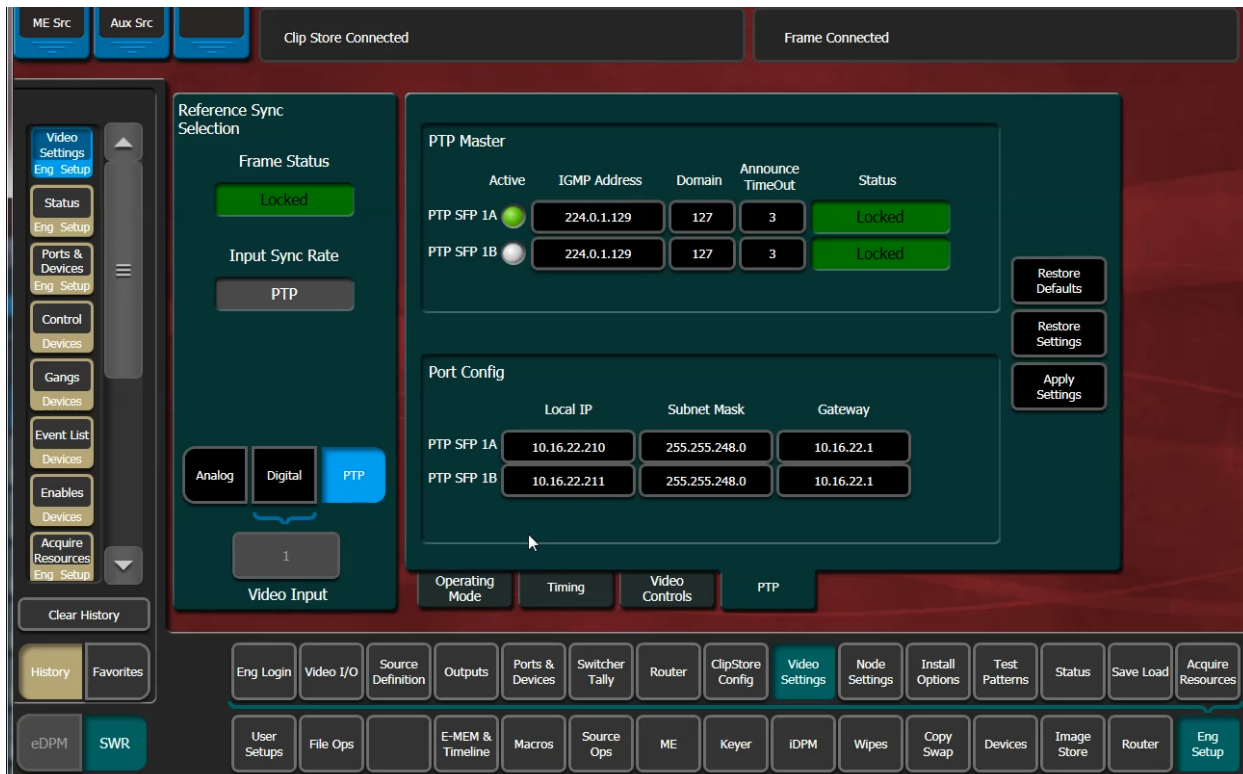 ME Src
Aux Src
Clip Store Connected
Frame Connected
Video
Settings
Eng Setup
Status
Eng Setup
Ports &
Devices
Eng Setup
Control
Devices
Gangs
Devices
Event List
Devices
Enables
Devices
Acquire
Resources
Eng Setup
Clear History
History
Favorites
eDPM
SWR
Reference Sync
Selection
Frame Status
Locked
Input Sync Rate
PTP
Analog
Digital
PTP
1
Video Input
PTP Master
Active IGMP Address Domain Announce TimeOut Status
PTP SFP 1A 224.0.1.129 127 3 Locked
PTP SFP 1B 224.0.1.129 127 3 Locked
Port Config
Local IP Subnet Mask Gateway
PTP SFP 1A 10.16.22.210 255.255.248.0 10.16.22.1
PTP SFP 1B 10.16.22.211 255.255.248.0 10.16.22.1
Restore
Defaults
Restore
Settings
Apply
Settings
Operating
Mode
Timing
Video
Controls
PTP
Eng Login
Video I/O
Source
Definition
Outputs
Ports &
Devices
Switcher
Tally
Router
ClipStore
Config
Video
Settings
Node
Settings
Install
Options
Test
Patterns
Status
Save Load
Acquire
Resources
User
Setups
File Ops
E-MEM &
Timeline
Macros
Source
Ops
ME
Keyer
iDPM
Wipes
Copy
Swap
Devices
Image
Store
Router
Eng
Setup